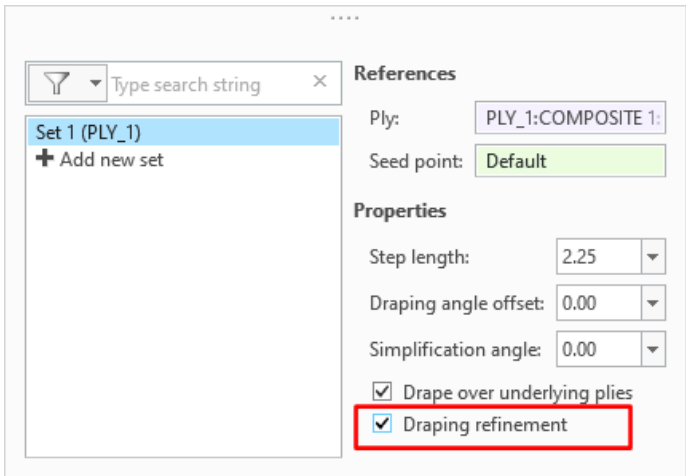 Type search string
Set 1 (PLY_1)
Add new set
References
Ply: PLY_1:COMPOSITE 1:
Seed point: Default
Properties
Step length: 2.25
Draping angle offset: 0.00
Simplification angle: 0.00
Drape over underlying plies
Draping refinement